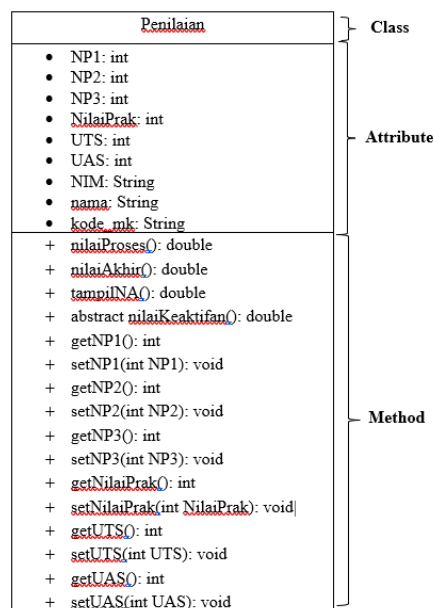 Penilaian
Class
• NP1: int
• NP2: int
• NP3: int
• NilaiPrak: int
• UTS: int
• UAS: int
• NIM: String
• nama: String
• kode_mk: String
Attribute
+ nilaiProses(): double
+ nilaiAkhir(): double
+ tampilNA(): double
+ abstract nilaiKeaktifan(): double
+ getNP1(): int
+ setNP1(int NP1): void
+ getNP2(): int
+ setNP2(int NP2): void
+ getNP3(): int
+ setNP3(int NP3): void
+ getNilaiPrak(): int
+ setNilaiPrak(int NilaiPrak): void
+ getUTS(): int
+ setUTS(int UTS): void
+ getUAS(): int
+ setUAS(int UAS): void
Method